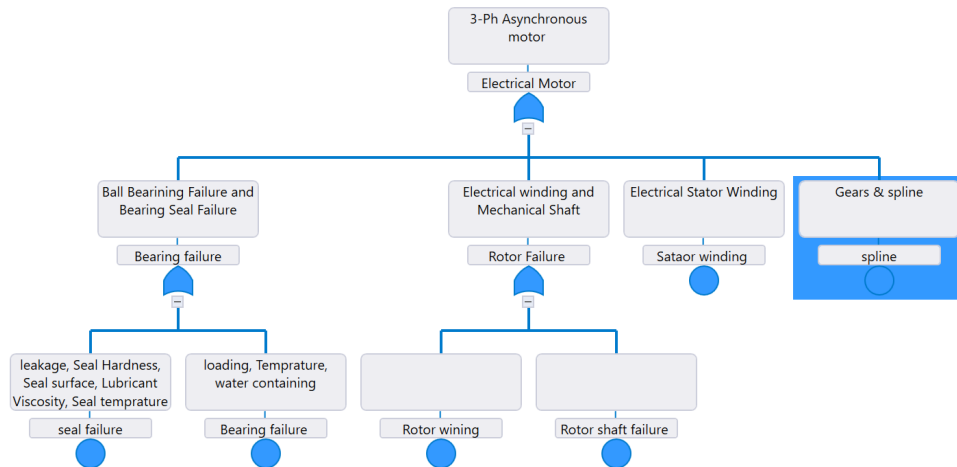 3-Ph Asynchronous
motor
Electrical Motor
Ball Bearining Failure and
Bearing Seal Failure
Electrical winding and
Mechanical Shaft
Electrical Stator Winding
Gears & spline
Bearing failure
Rotor Failure
Sataor winding
spline
leakage, Seal Hardness,
Seal surface, Lubricant
Viscosity, Seal temprature
loading, Temprature,
water containing
seal failure
Bearing failure
Rotor wining
Rotor shaft failure